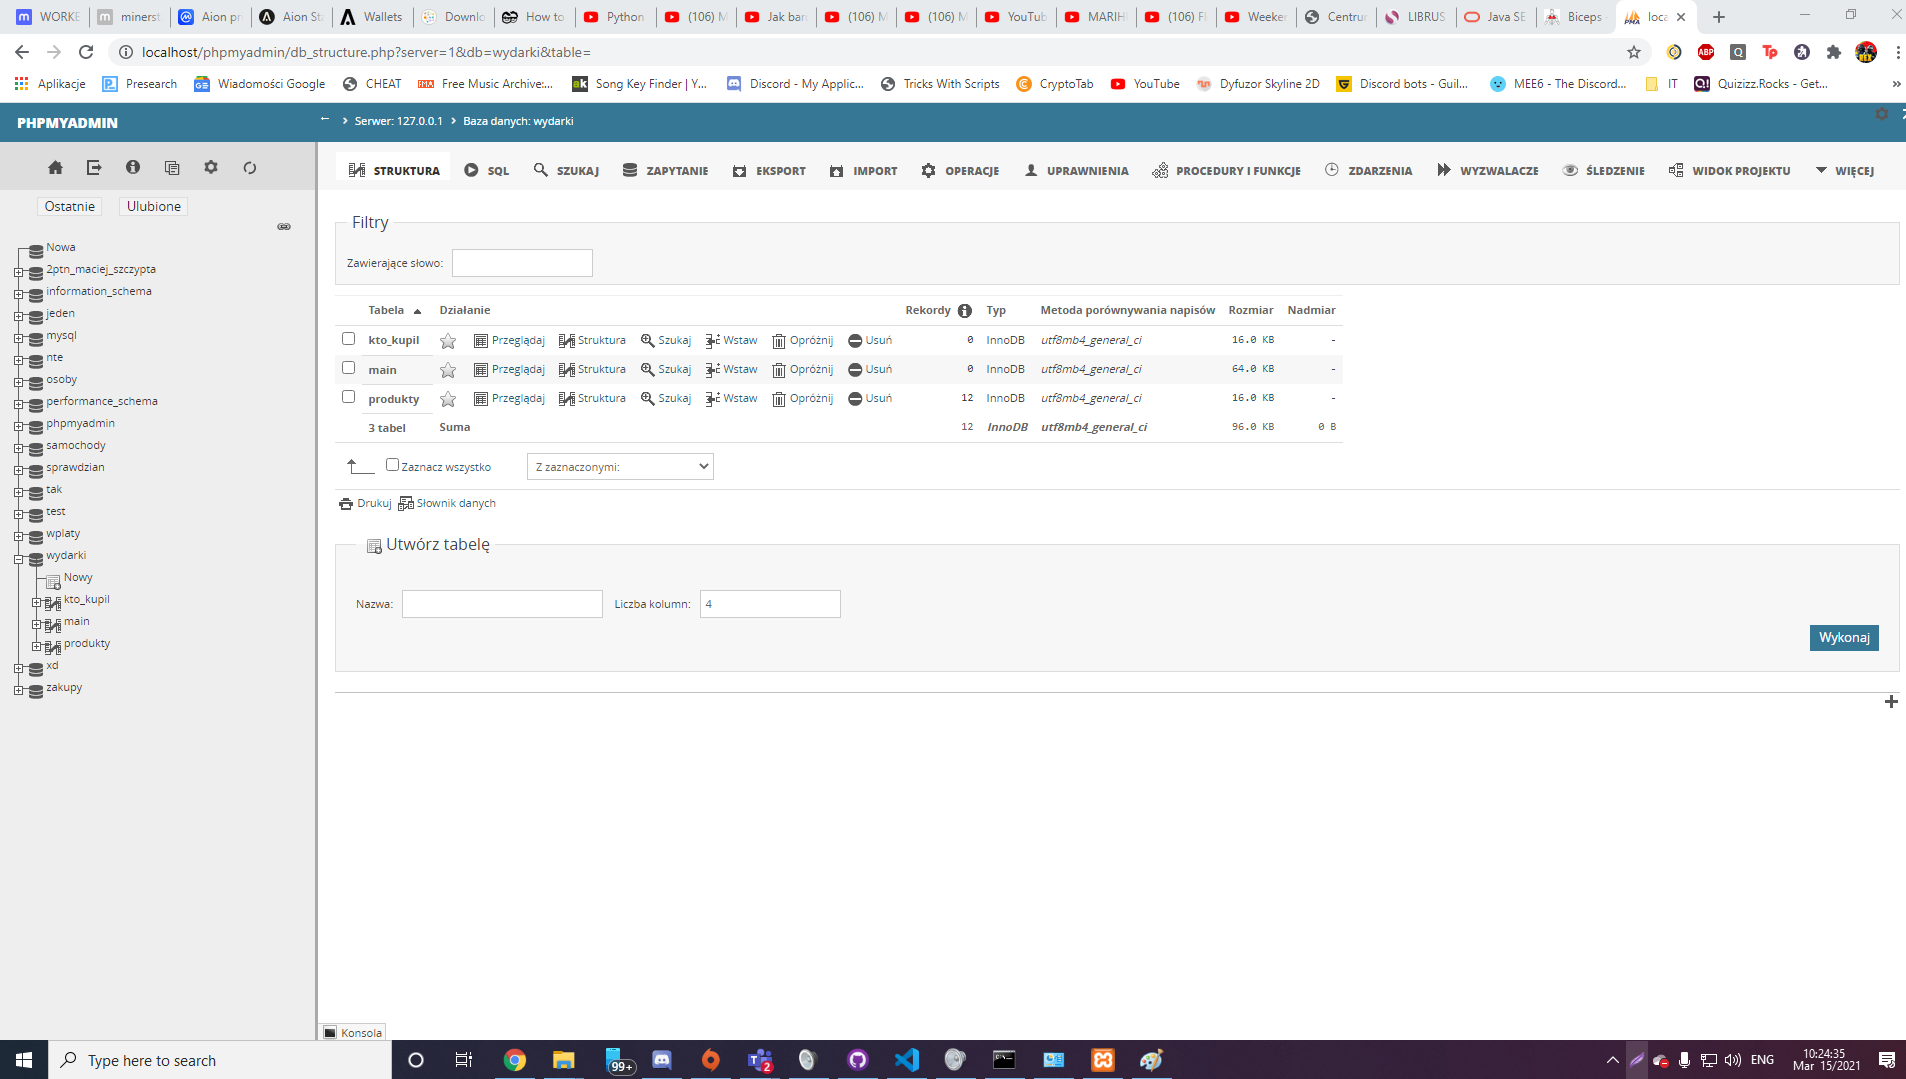 WORKE minerst Aion pr Aion Sta Wallets Downlo How to Python (106) M Jak bard (106) M (106) M YouTub MARIHU (106) Fi Weeken Centrum LIBRUS Java SE Biceps loca
localhost/phpmyadmin/db_structure.php?server=1&db=wydarki&table=
Aplikacje Presearch Wiadomości Google CHEAT Free Music Archive:... Song Key Finder | Y... Discord - My Applic... Tricks With Scripts CryptoTab YouTube Dyfuzor Skyline 2D Discord bots - Guil... MEE6 - The Discord... IT Quizizz.Rocks - Get... »
PHPMYADMIN
← › Serwer: 127.0.0.1 › Baza danych: wydarki
STRUKTURA SQL SZUKAJ ZAPYTANIE EKSPORT IMPORT OPERACJE UPRAWNIENIA PROCEDURY I FUNKCJE ZDARZENIA WYZWALACZE ŚLEDZENIE WIDOK PROJEKTU WIĘCEJ
Ostatnie Ulubione
Nowa
2ptn_maciej_szczypta
information_schema
jeden
mysql
nte
osoby
performance_schema
phpmyadmin
samochody
sprawdzian
tak
test
wplaty
wydarki
Nowy
kto_kupil
main
produkty
xd
zakupy
Filtry
Zawierające słowo:
Tabela Działanie Rekordy Typ Metoda porównywania napisów Rozmiar Nadmiar
kto_kupil Przeglądaj Struktura Szukaj Wstaw Opróżnij Usuń 0 InnoDB utf8mb4_general_ci 16.0 KB -
main Przeglądaj Struktura Szukaj Wstaw Opróżnij Usuń 0 InnoDB utf8mb4_general_ci 64.0 KB -
produkty Przeglądaj Struktura Szukaj Wstaw Opróżnij Usuń 12 InnoDB utf8mb4_general_ci 16.0 KB -
3 tabel Suma 12 InnoDB utf8mb4_general_ci 96.0 KB 0 B
Zaznacz wszystko Z zaznaczonymi:
Drukuj Słownik danych
Utwórz tabelę
Nazwa: Liczba kolumn: 4
Wykonaj
Konsola
Type here to search
99+
2
ENG
10:24:35
Mar 15/2021